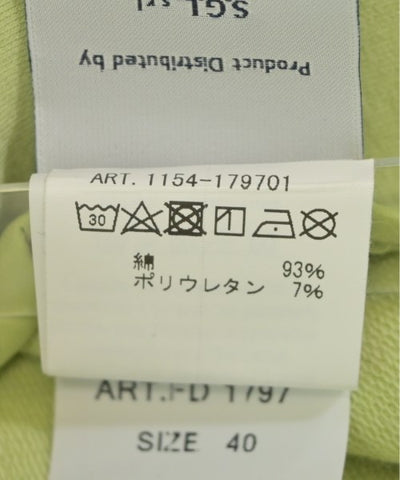 S.G.I. srl
Product Distributed by
ART. 1154-179701
30
綿 93%
ポリウレタン 7%
ART.FD 1797
SIZE 40